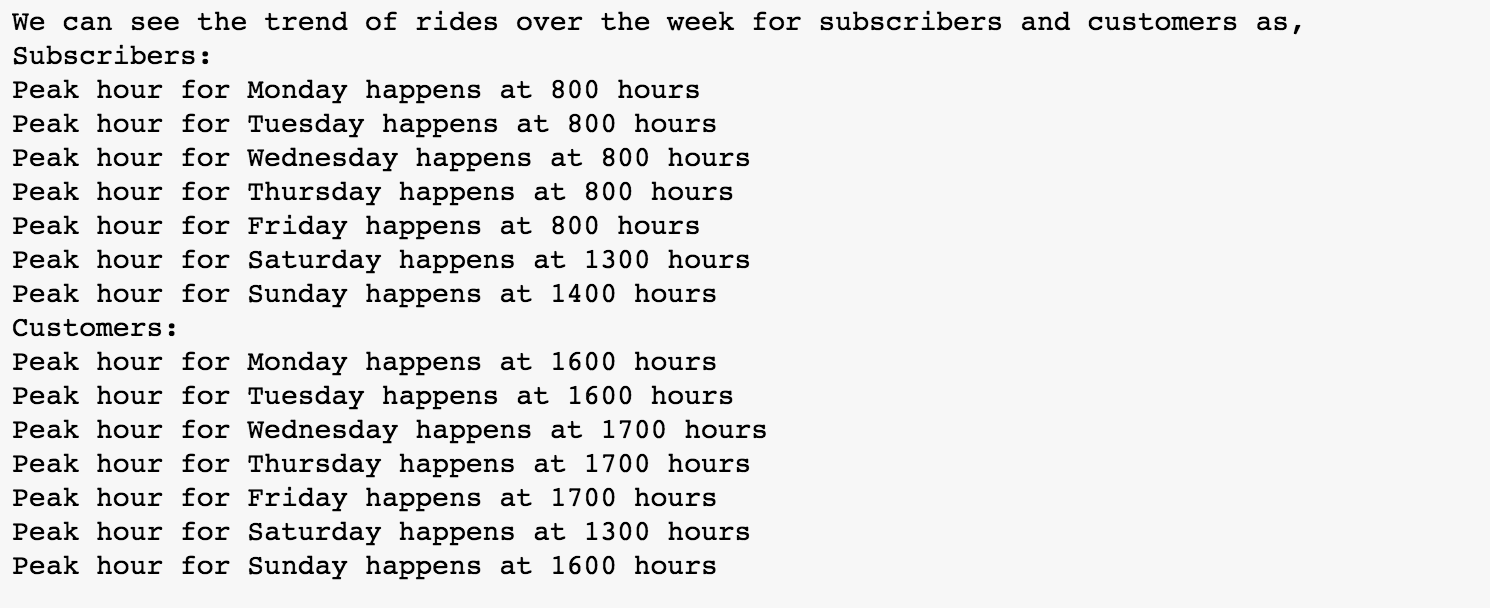 We can see the trend of rides over the week for subscribers and customers as,
Subscribers:
Peak hour for Monday happens at 800 hours
Peak hour for Tuesday happens at 800 hours
Peak hour for Wednesday happens at 800 hours
Peak hour for Thursday happens at 800 hours
Peak hour for Friday happens at 800 hours
Peak hour for Saturday happens at 1300 hours
Peak hour for Sunday happens at 1400 hours
Customers:
Peak hour for Monday happens at 1600 hours
Peak hour for Tuesday happens at 1600 hours
Peak hour for Wednesday happens at 1700 hours
Peak hour for Thursday happens at 1700 hours
Peak hour for Friday happens at 1700 hours
Peak hour for Saturday happens at 1300 hours
Peak hour for Sunday happens at 1600 hours